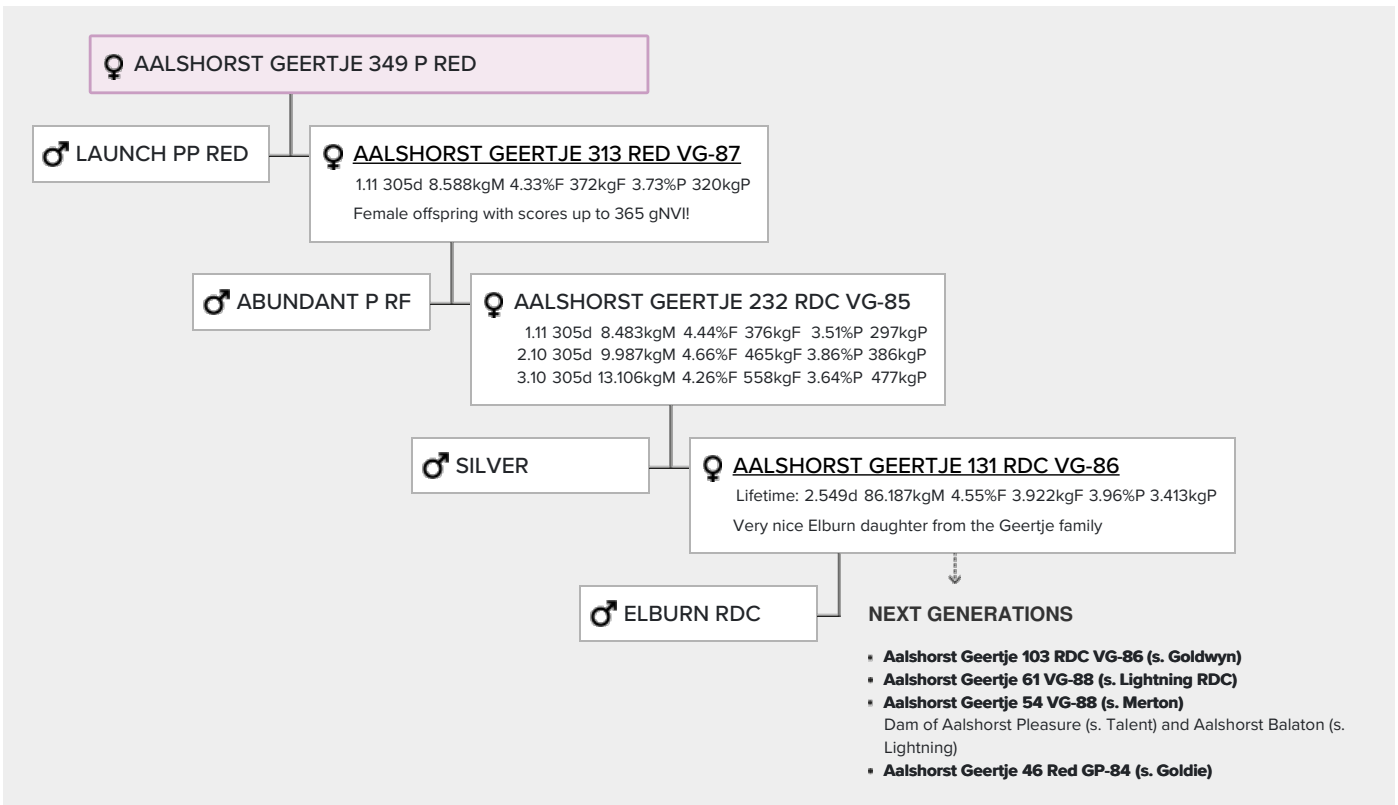 AALSHORST GEERTJE 349 P RED
LAUNCH PP RED
AALSHORST GEERTJE 313 RED VG-87
1.11 305d 8.588kgM 4.33%F 372kgF 3.73%P 320kgP
Female offspring with scores up to 365 gNVI!
ABUNDANT P RF
AALSHORST GEERTJE 232 RDC VG-85
1.11 305d 8.483kgM 4.44%F 376kgF 3.51%P 297kgP
2.10 305d 9.987kgM 4.66%F 465kgF 3.86%P 386kgP
3.10 305d 13.106kgM 4.26%F 558kgF 3.64%P 477kgP
SILVER
AALSHORST GEERTJE 131 RDC VG-86
Lifetime: 2.549d 86.187kgM 4.55%F 3.922kgF 3.96%P 3.413kgP
Very nice Elburn daughter from the Geertje family
ELBURN RDC
NEXT GENERATIONS
Aalshorst Geertje 103 RDC VG-86 (s. Goldwyn)
Aalshorst Geertje 61 VG-88 (s. Lightning RDC)
Aalshorst Geertje 54 VG-88 (s. Merton)
Dam of Aalshorst Pleasure (s. Talent) and Aalshorst Balaton (s.
Lightning)
Aalshorst Geertje 46 Red GP-84 (s. Goldie)